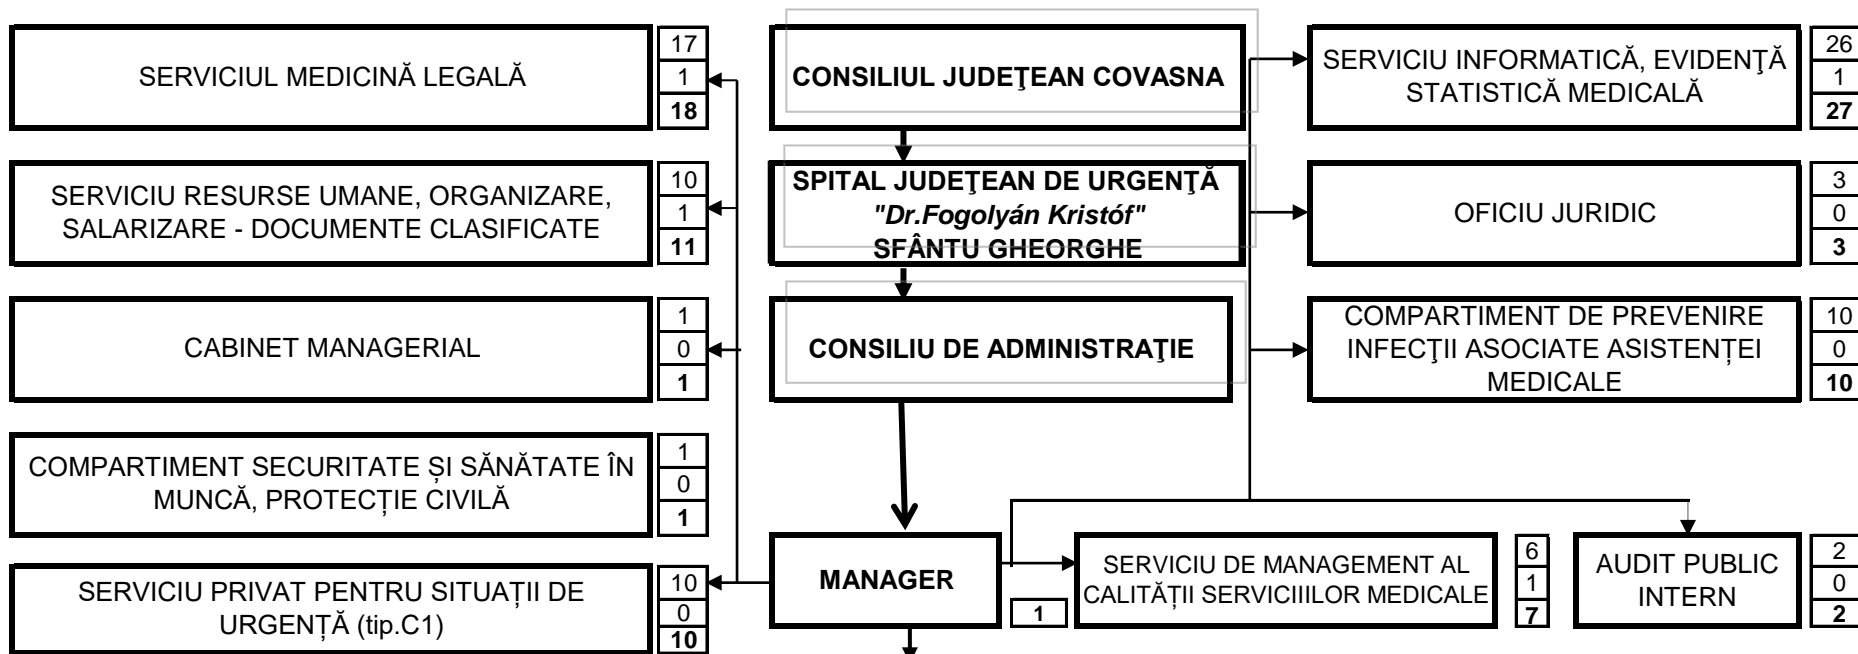 SERVICIUL MEDICINĂ LEGALĂ
17
1
18
CONSILIUL JUDEŢEAN COVASNA
SERVICIU INFORMATICĂ, EVIDENŢĂ
STATISTICĂ MEDICALĂ
26
1
27
SERVICIU RESURSE UMANE, ORGANIZARE,
SALARIZARE - DOCUMENTE CLASIFICATE
10
1
11
SPITAL JUDEŢEAN DE URGENŢĂ
"Dr.Fogolyán Kristóf"
SFÂNTU GHEORGHE
OFICIU JURIDIC
3
0
3
CABINET MANAGERIAL
1
0
1
CONSILIU DE ADMINISTRAŢIE
COMPARTIMENT DE PREVENIRE
INFECŢII ASOCIATE ASISTENȚEI
MEDICALE
10
0
10
COMPARTIMENT SECURITATE ȘI SĂNĂTATE ÎN
MUNCĂ, PROTECȚIE CIVILĂ
1
0
1
SERVICIU PRIVAT PENTRU SITUAȚII DE
URGENȚĂ (tip.C1)
10
0
10
MANAGER
1
SERVICIU DE MANAGEMENT AL
CALITĂȚII SERVICIIILOR MEDICALE
6
1
7
AUDIT PUBLIC
INTERN
2
0
2